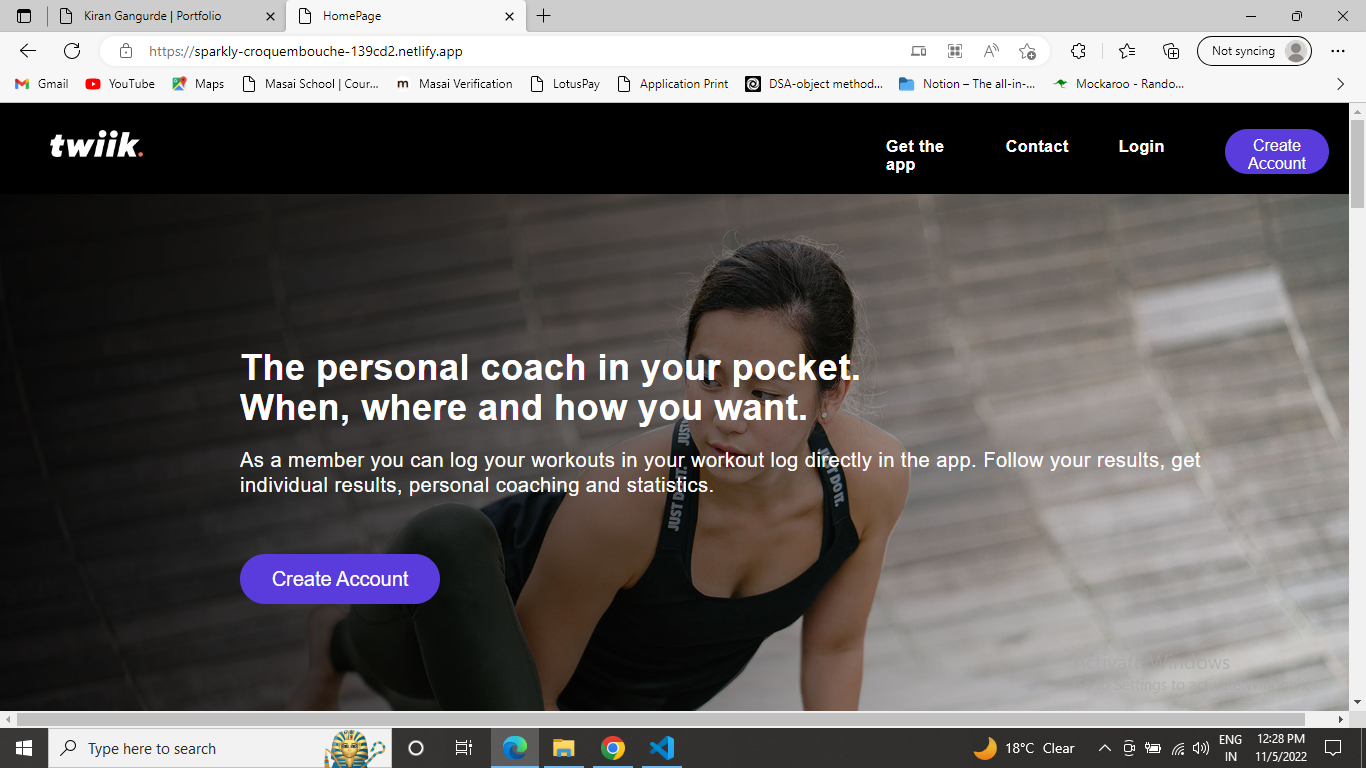 Kiran Gangurde | Portfolio
HomePage
https://sparkly-croquembouche-139cd2.netlify.app
Not syncing
Gmail
YouTube
Maps
Masai School | Cour...
m
Masai Verification
LotusPay
Application Print
DSA-object method...
Notion – The all-in-...
Mockaroo - Rando...
twiik.
Get the
app
Contact
Login
Create
Account
The personal coach in your pocket.
When, where and how you want.
JUST DO IT.
JUST DO IT.
As a member you can log your workouts in your workout log directly in the app. Follow your results, get
individual results, personal coaching and statistics.
Create Account
Activate Windows
Settings to
Type here to search
18°C Clear
ENG
IN
12:28 PM
11/5/2022